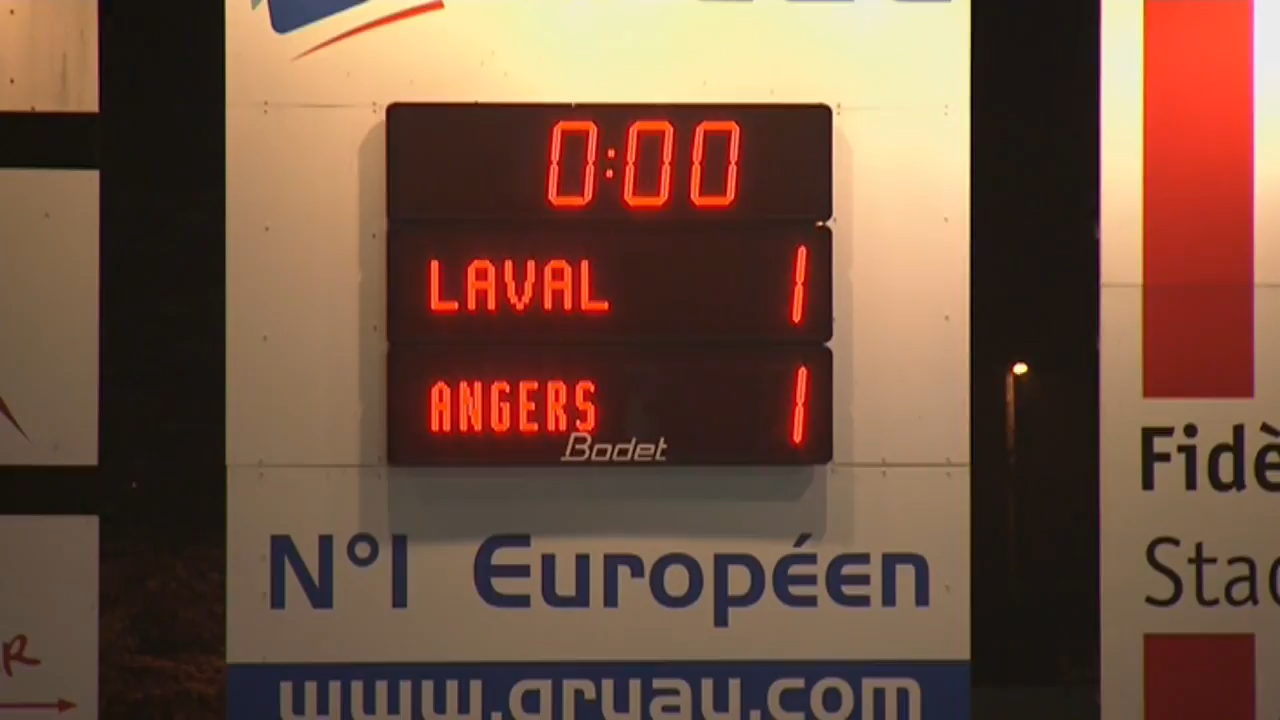 0:00
LAVAL 1
ANGERS 1
Bodet
N°1 Européen
www.gruau.com
Fidè
Stad
R